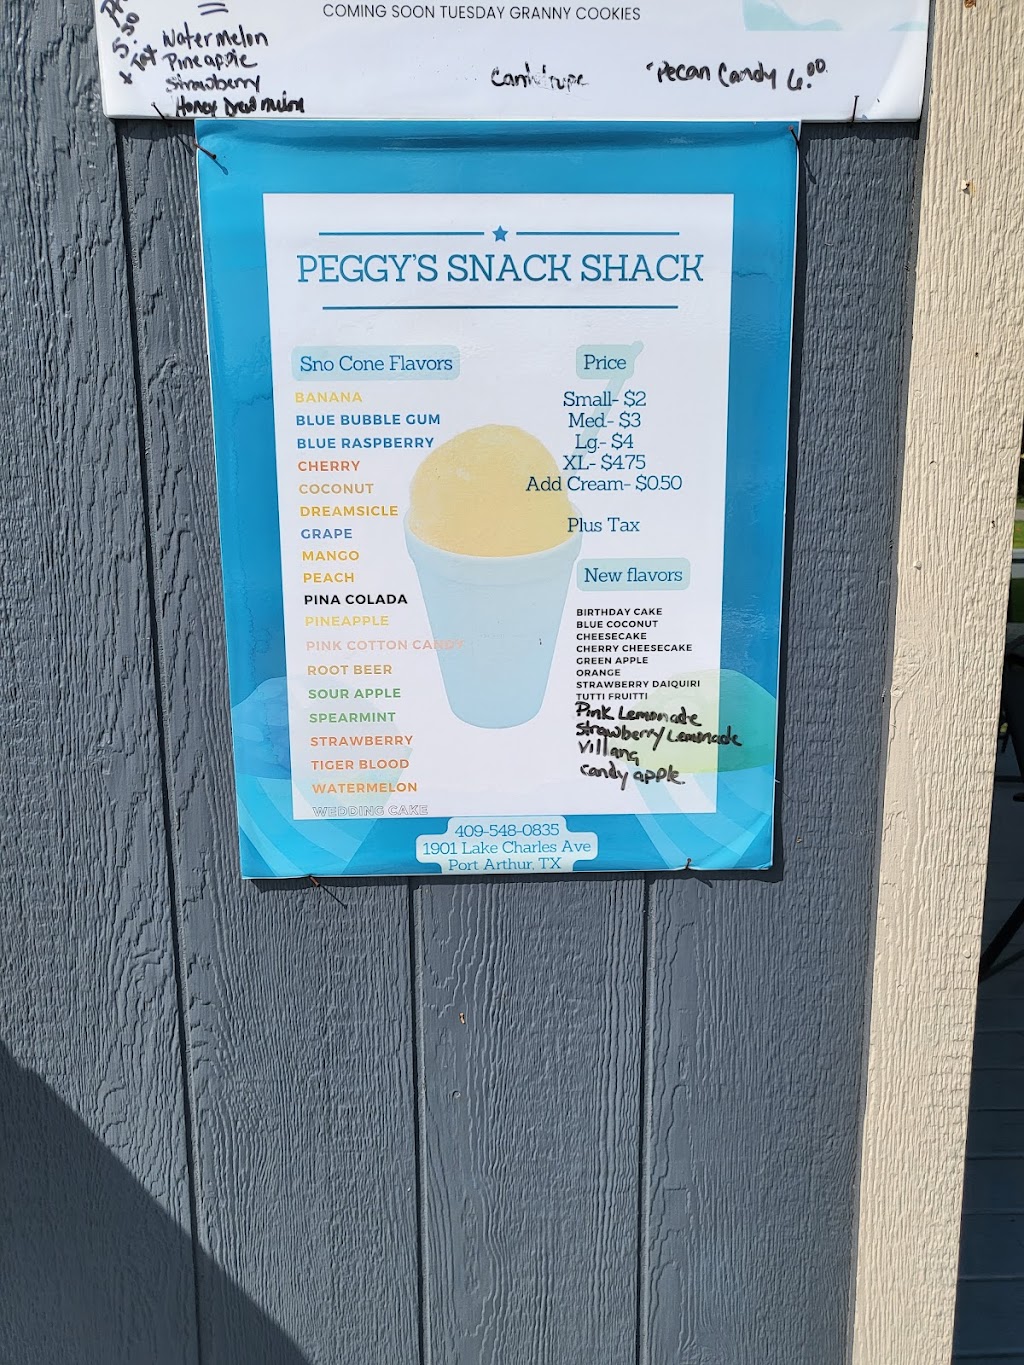 COMING SOON TUESDAY GRANNY COOKIES
5.50
Watermelon
Pineapple
Strawberry
Honey Dew melon
"Pecan Candy 6.00
PEGGY'S SNACK SHACK
Sno Cone Flavors
BANANA
BLUE BUBBLE GUM
BLUE RASPBERRY
CHERRY
COCONUT
DREAMSICLE
GRAPE
MANGO
PEACH
PINA COLADA
PINEAPPLE
PINK COTTON CANDY
ROOT BEER
SOUR APPLE
SPEARMINT
STRAWBERRY
TIGER BLOOD
WATERMELON
WEDDING CAKE
Price
Small- $2
Med- $3
Lg.- $4
XL- $4.75
Add Cream- $0.50
Plus Tax
New flavors
BIRTHDAY CAKE
BLUE COCONUT
CHEESECAKE
CHERRY CHEESECAKE
GREEN APPLE
ORANGE
STRAWBERRY DAIQUIRI
TUTTI FRUITTI
Pink Lemonade
Strawberry Lemonade
Candy apple
409-548-0835
1901 Lake Charles Ave
Port Arthur, TX